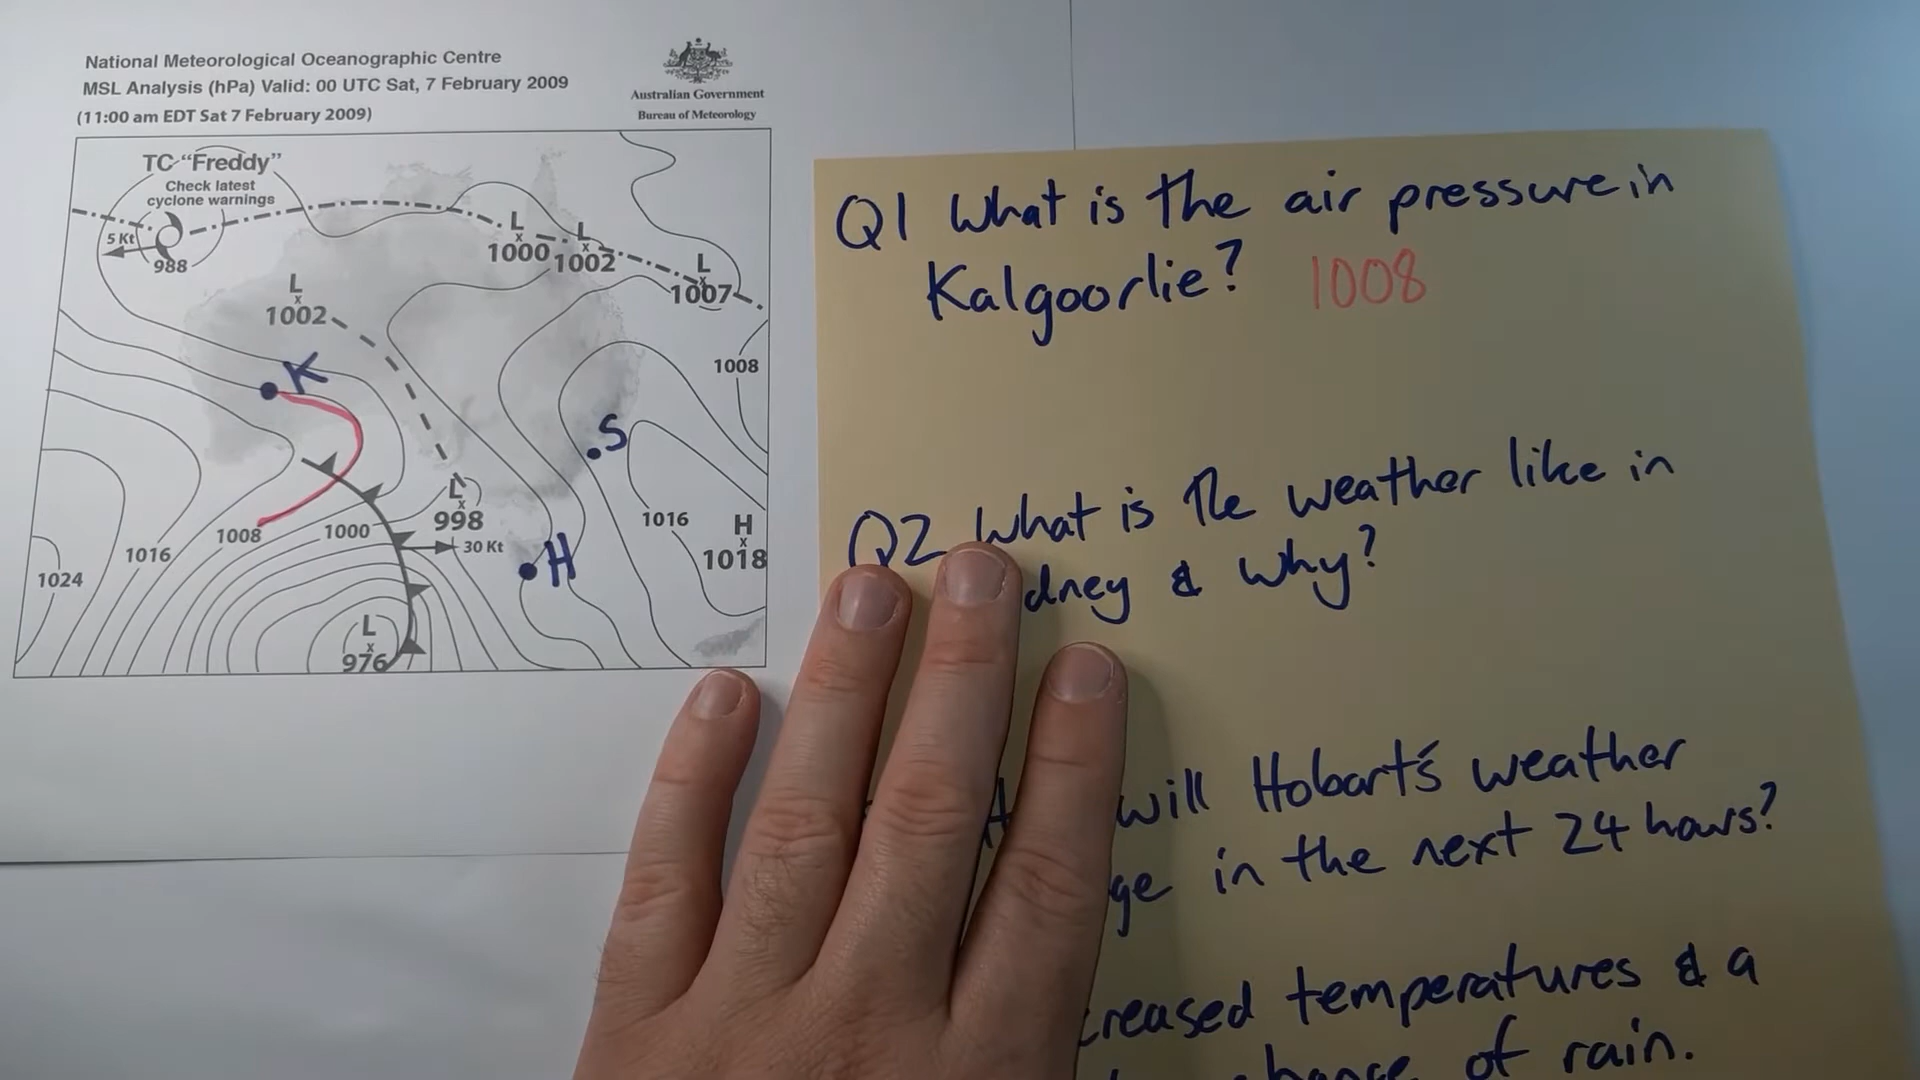 National Meteorological Oceanographic Centre
MSL Analysis (hPa) Valid: 00 UTC Sat, 7 February 2009
(11:00 am EDT Sat 7 February 2009)
Australian Government
Bureau of Meteorology
TC "Freddy"
Check latest
cyclone warnings
5 Kt
988
L
x
1000
L
x
1002
L
x
1007
L
x
1002
1008
K
S
L
x
998
1016
H
x
1018
1008
1000
30 Kt
H
1016
1024
L
x
976
Q1 What is the air pressure in
Kalgoorlie? 1008
Q2 What is the weather like in
dney & why?
will Hobart's weather
ge in the next 24 hours?
creased temperatures & a
chance of rain.